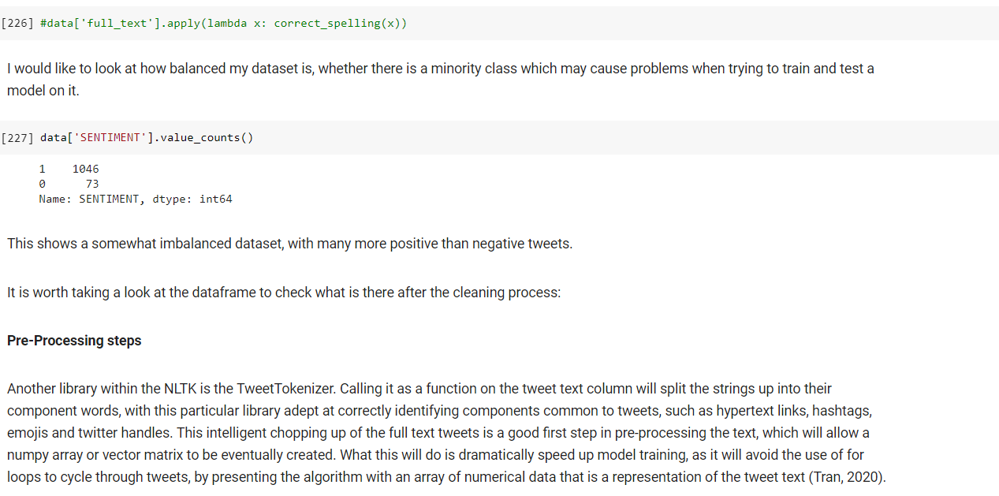 [226] #data['full_text'].apply(lambda x: correct_spelling(x))
I would like to look at how balanced my dataset is, whether there is a minority class which may cause problems when trying to train and test a
model on it.
[227] data['SENTIMENT'].value_counts()
1    1046
0      73
Name: SENTIMENT, dtype: int64
This shows a somewhat imbalanced dataset, with many more positive than negative tweets.
It is worth taking a look at the dataframe to check what is there after the cleaning process:
Pre-Processing steps
Another library within the NLTK is the TweetTokenizer. Calling it as a function on the tweet text column will split the strings up into their
component words, with this particular library adept at correctly identifying components common to tweets, such as hypertext links, hashtags,
emojis and twitter handles. This intelligent chopping up of the full text tweets is a good first step in pre-processing the text, which will allow a
numpy array or vector matrix to be eventually created. What this will do is dramatically speed up model training, as it will avoid the use of for
loops to cycle through tweets, by presenting the algorithm with an array of numerical data that is a representation of the tweet text (Tran, 2020).